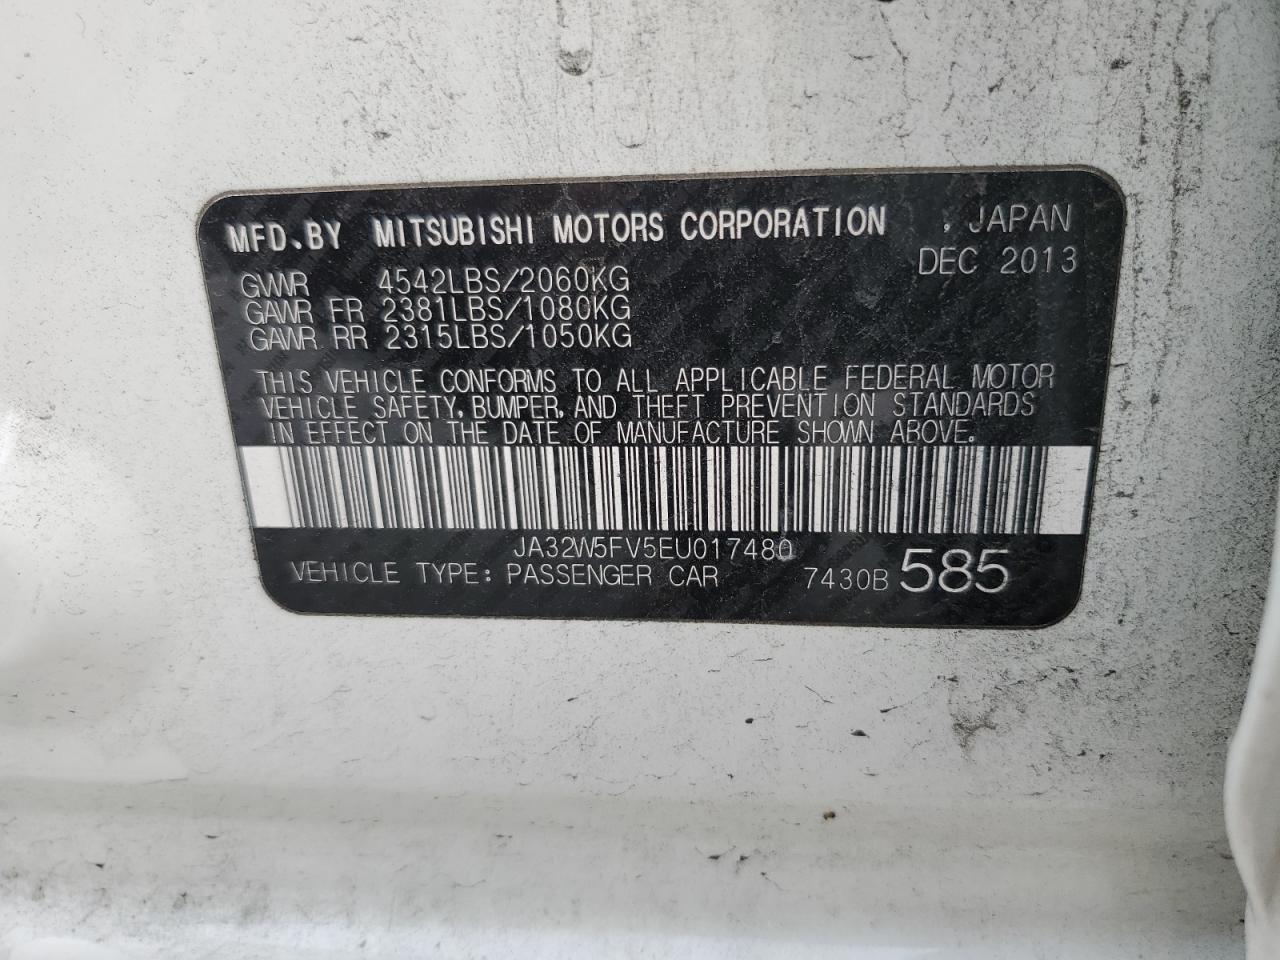 MFD.BY MITSUBISHI MOTORS CORPORATION , JAPAN
DEC 2013
GVWR 4542LBS/2060KG
GAWR FR 2381LBS/1080KG
GAWR RR 2315LBS/1050KG
THIS VEHICLE CONFORMS TO ALL APPLICABLE FEDERAL MOTOR
VEHICLE SAFETY, BUMPER, AND THEFT PREVENTION STANDARDS
IN EFFECT ON THE DATE OF MANUFACTURE SHOWN ABOVE.
JA32W5FV5EU017480
VEHICLE TYPE: PASSENGER CAR 7430B 585